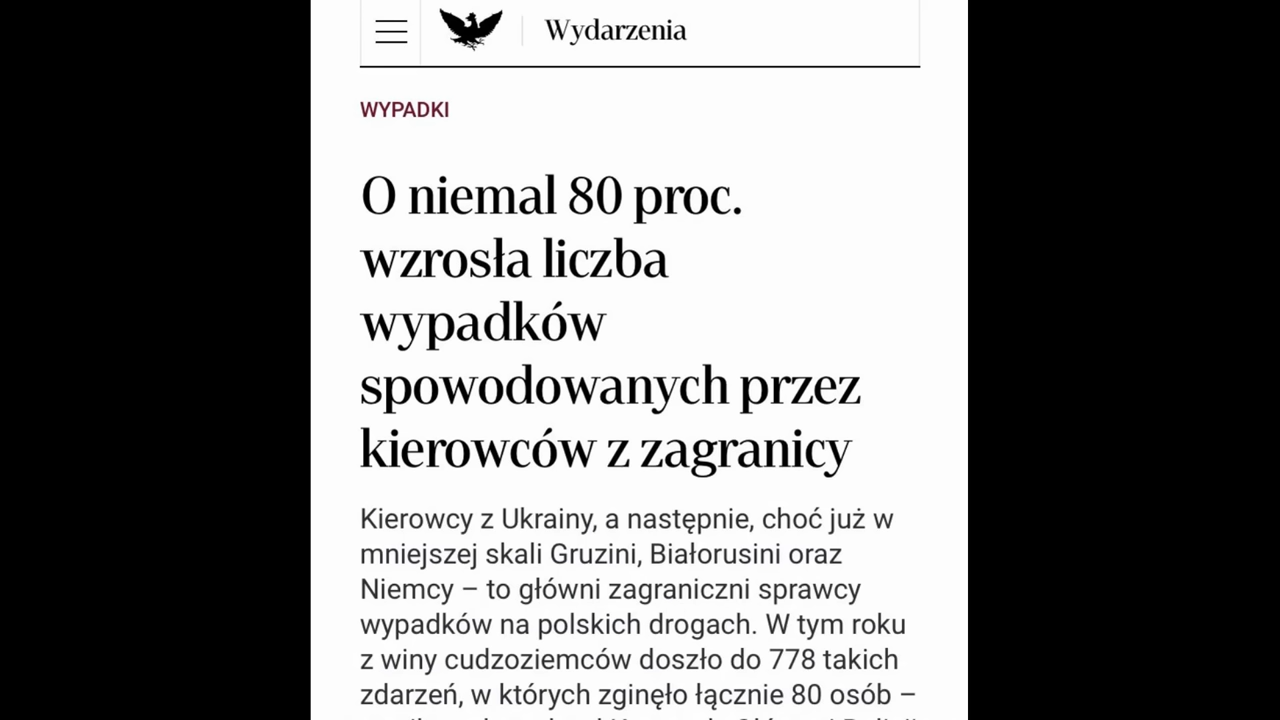 Wydarzenia
WYPADKI
O niemal 80 proc.
wzrosła liczba
wypadków
spowodowanych przez
kierowców z zagranicy
Kierowcy z Ukrainy, a następnie, choć już w
mniejszej skali Gruzini, Białorusini oraz
Niemcy – to główni zagraniczni sprawcy
wypadków na polskich drogach. W tym roku
z winy cudzoziemców doszło do 778 takich
zdarzeń, w których zginęło łącznie 80 osób –